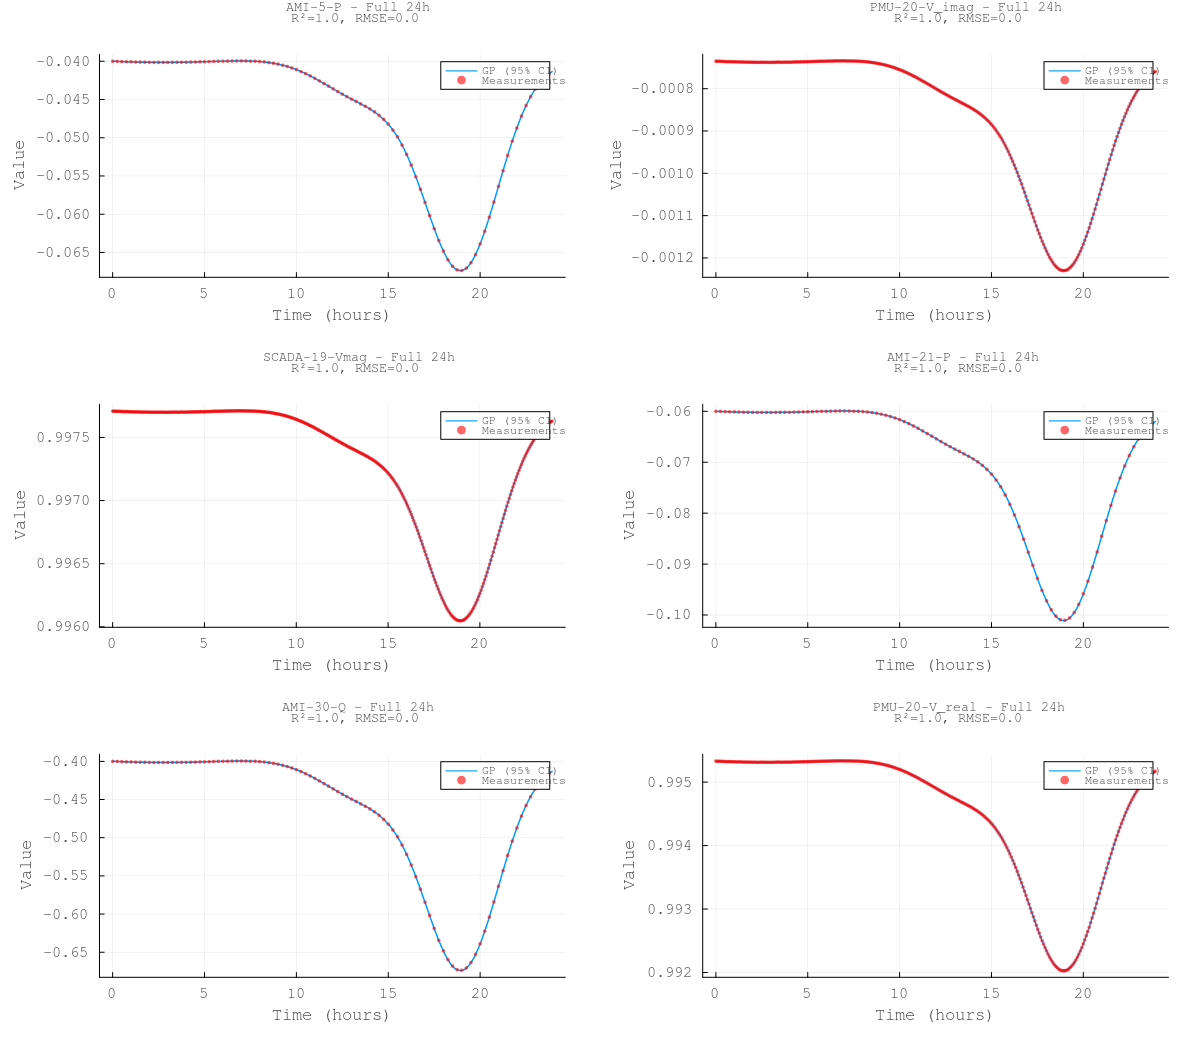 AMI-5-P - Full 24h
R²=1.0, RMSE=0.0
-0.040
-0.045
-0.050
-0.055
-0.060
-0.065
Value
0 5 10 15 20
Time (hours)
GP (95% CI)
Measurements
PMU-20-V_imag - Full 24h
R²=1.0, RMSE=0.0
-0.0008
-0.0009
-0.0010
-0.0011
-0.0012
Value
0 5 10 15 20
Time (hours)
GP (95% CI)
Measurements
SCADA-19-Vmag - Full 24h
R²=1.0, RMSE=0.0
0.9975
0.9970
0.9965
0.9960
Value
0 5 10 15 20
Time (hours)
GP (95% CI)
Measurements
AMI-21-P - Full 24h
R²=1.0, RMSE=0.0
-0.06
-0.07
-0.08
-0.09
-0.10
Value
0 5 10 15 20
Time (hours)
GP (95% CI)
Measurements
AMI-30-Q - Full 24h
R²=1.0, RMSE=0.0
-0.40
-0.45
-0.50
-0.55
-0.60
-0.65
Value
0 5 10 15 20
Time (hours)
GP (95% CI)
Measurements
PMU-20-V_real - Full 24h
R²=1.0, RMSE=0.0
0.995
0.994
0.993
0.992
Value
0 5 10 15 20
Time (hours)
GP (95% CI)
Measurements